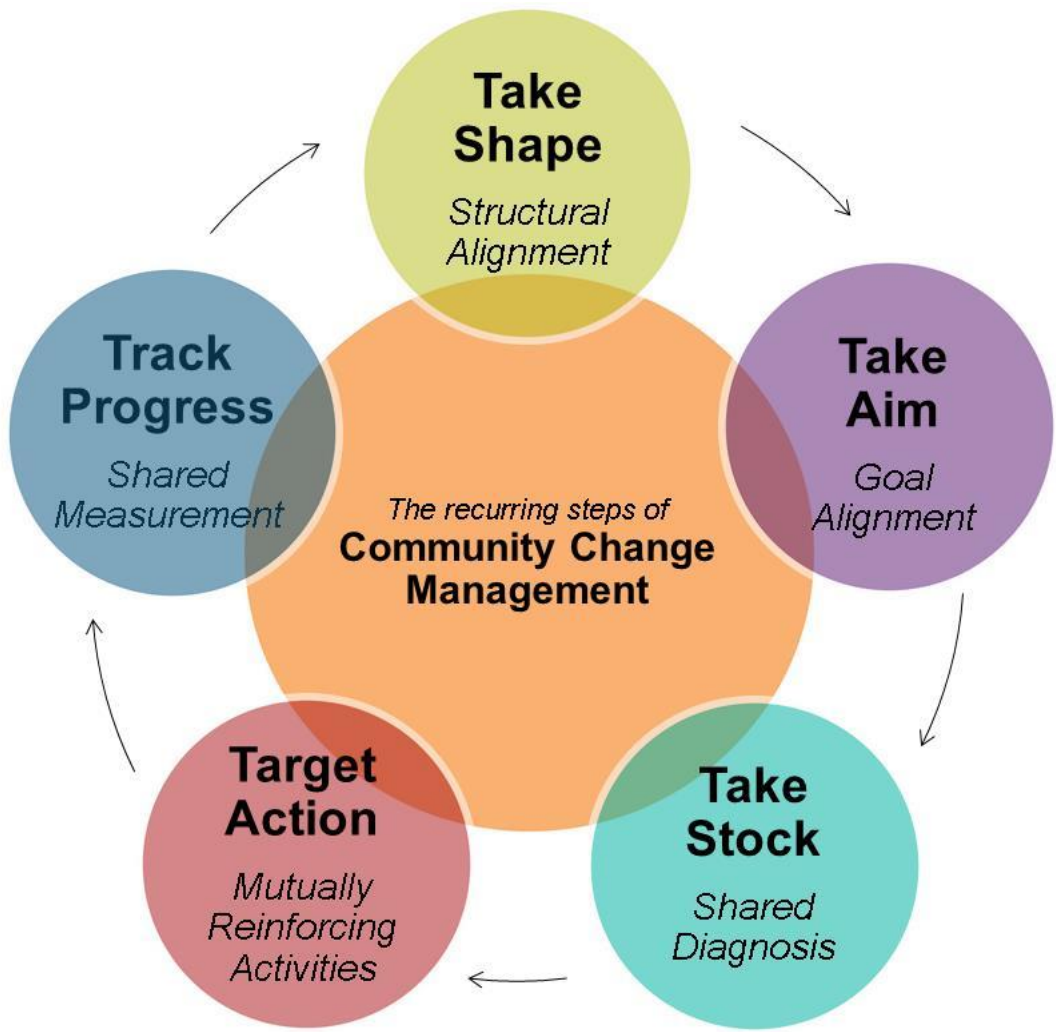 Take
Shape
Structural
Alignment
Take
Aim
Goal
Alignment
Take
Stock
Shared
Diagnosis
Target
Action
Mutually
Reinforcing
Activities
Track
Progress
Shared
Measurement
The recurring steps of
Community Change
Management